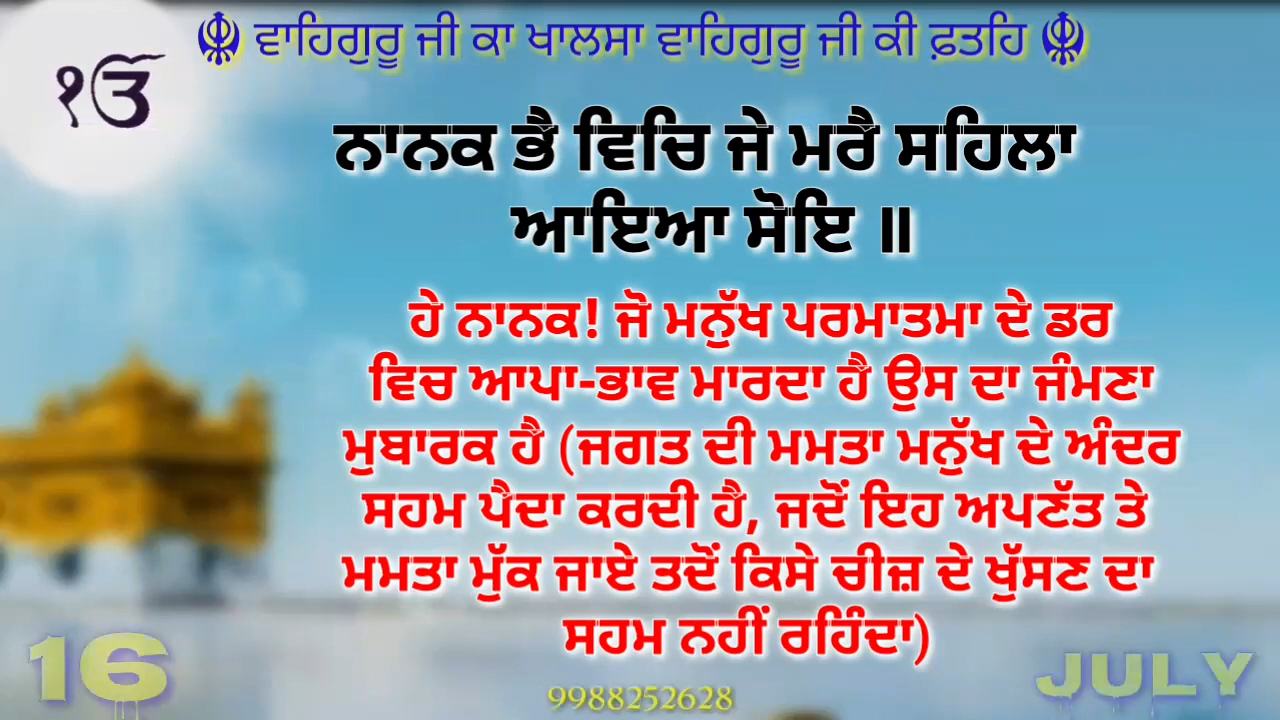 ੴ
☬ ਵਾਹਿਗੁਰੂ ਜੀ ਕਾ ਖਾਲਸਾ ਵਾਹਿਗੁਰੂ ਜੀ ਕੀ ਫ਼ਤਹਿ ☬
ਨਾਨਕ ਭੈ ਵਿਚਿ ਜੇ ਮਰੈ ਸਹਿਲਾ
ਆਇਆ ਸੋਇ ॥
ਹੇ ਨਾਨਕ! ਜੋ ਮਨੁੱਖ ਪਰਮਾਤਮਾ ਦੇ ਡਰ
ਵਿਚ ਆਪਾ-ਭਾਵ ਮਾਰਦਾ ਹੈ ਉਸ ਦਾ ਜੰਮਣਾ
ਮੁਬਾਰਕ ਹੈ (ਜਗਤ ਦੀ ਮਮਤਾ ਮਨੁੱਖ ਦੇ ਅੰਦਰ
ਸਹਮ ਪੈਦਾ ਕਰਦੀ ਹੈ, ਜਦੋਂ ਇਹ ਅਪਣੱਤ ਤੇ
ਮਮਤਾ ਮੁੱਕ ਜਾਏ ਤਦੋਂ ਕਿਸੇ ਚੀਜ਼ ਦੇ ਖੁੱਸਣ ਦਾ
ਸਹਮ ਨਹੀਂ ਰਹਿੰਦਾ)
16 JULY
9988252628